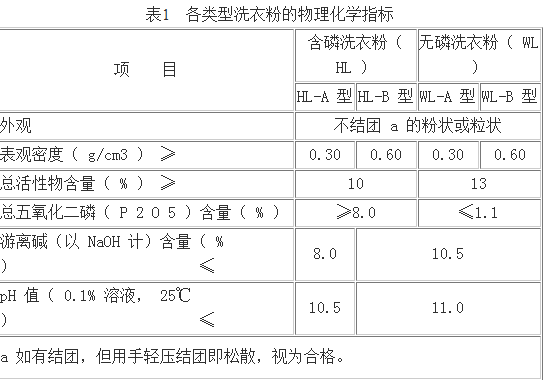 表1 各类型洗衣粉的物理化学指标
项 目 含磷洗衣粉( HL ) 无磷洗衣粉( WL )
HL-A 型 HL-B 型 WL-A 型 WL-B 型
外观 不结团 a 的粉状或粒状
表观密度( g/cm3 ) ≥ 0.30 0.60 0.30 0.60
总活性物含量( % ) ≥ 10 13
总五氧化二磷( P 2 O 5 )含量( % ) ≥8.0 ≤1.1
游离碱(以 NaOH 计)含量( %
) ≤ 8.0 10.5
pH 值( 0.1% 溶液, 25℃
) ≤ 10.5 11.0
a 如有结团,但用手轻压结团即松散,视为合格。